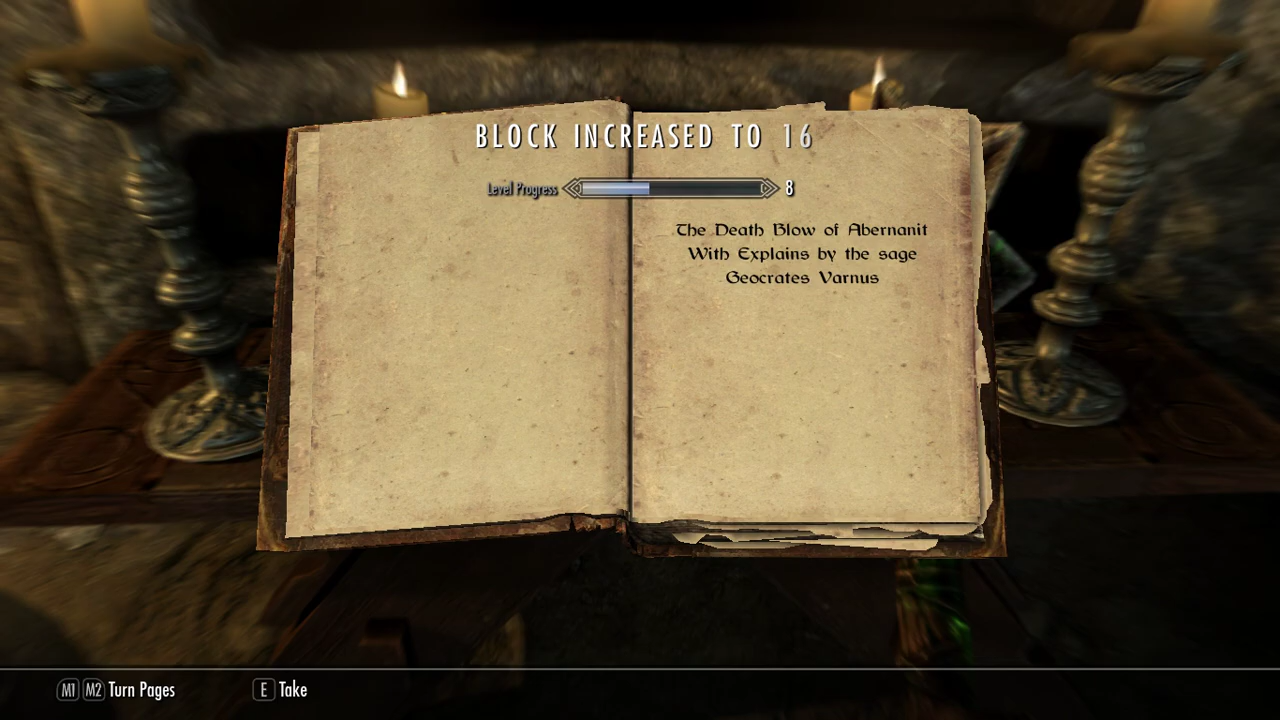 BLOCK INCREASED TO 16
Level Progress 8
The Death Blow of Abernanit
With Explains by the sage
Geocrates Varnus
M1 M2 Turn Pages E Take